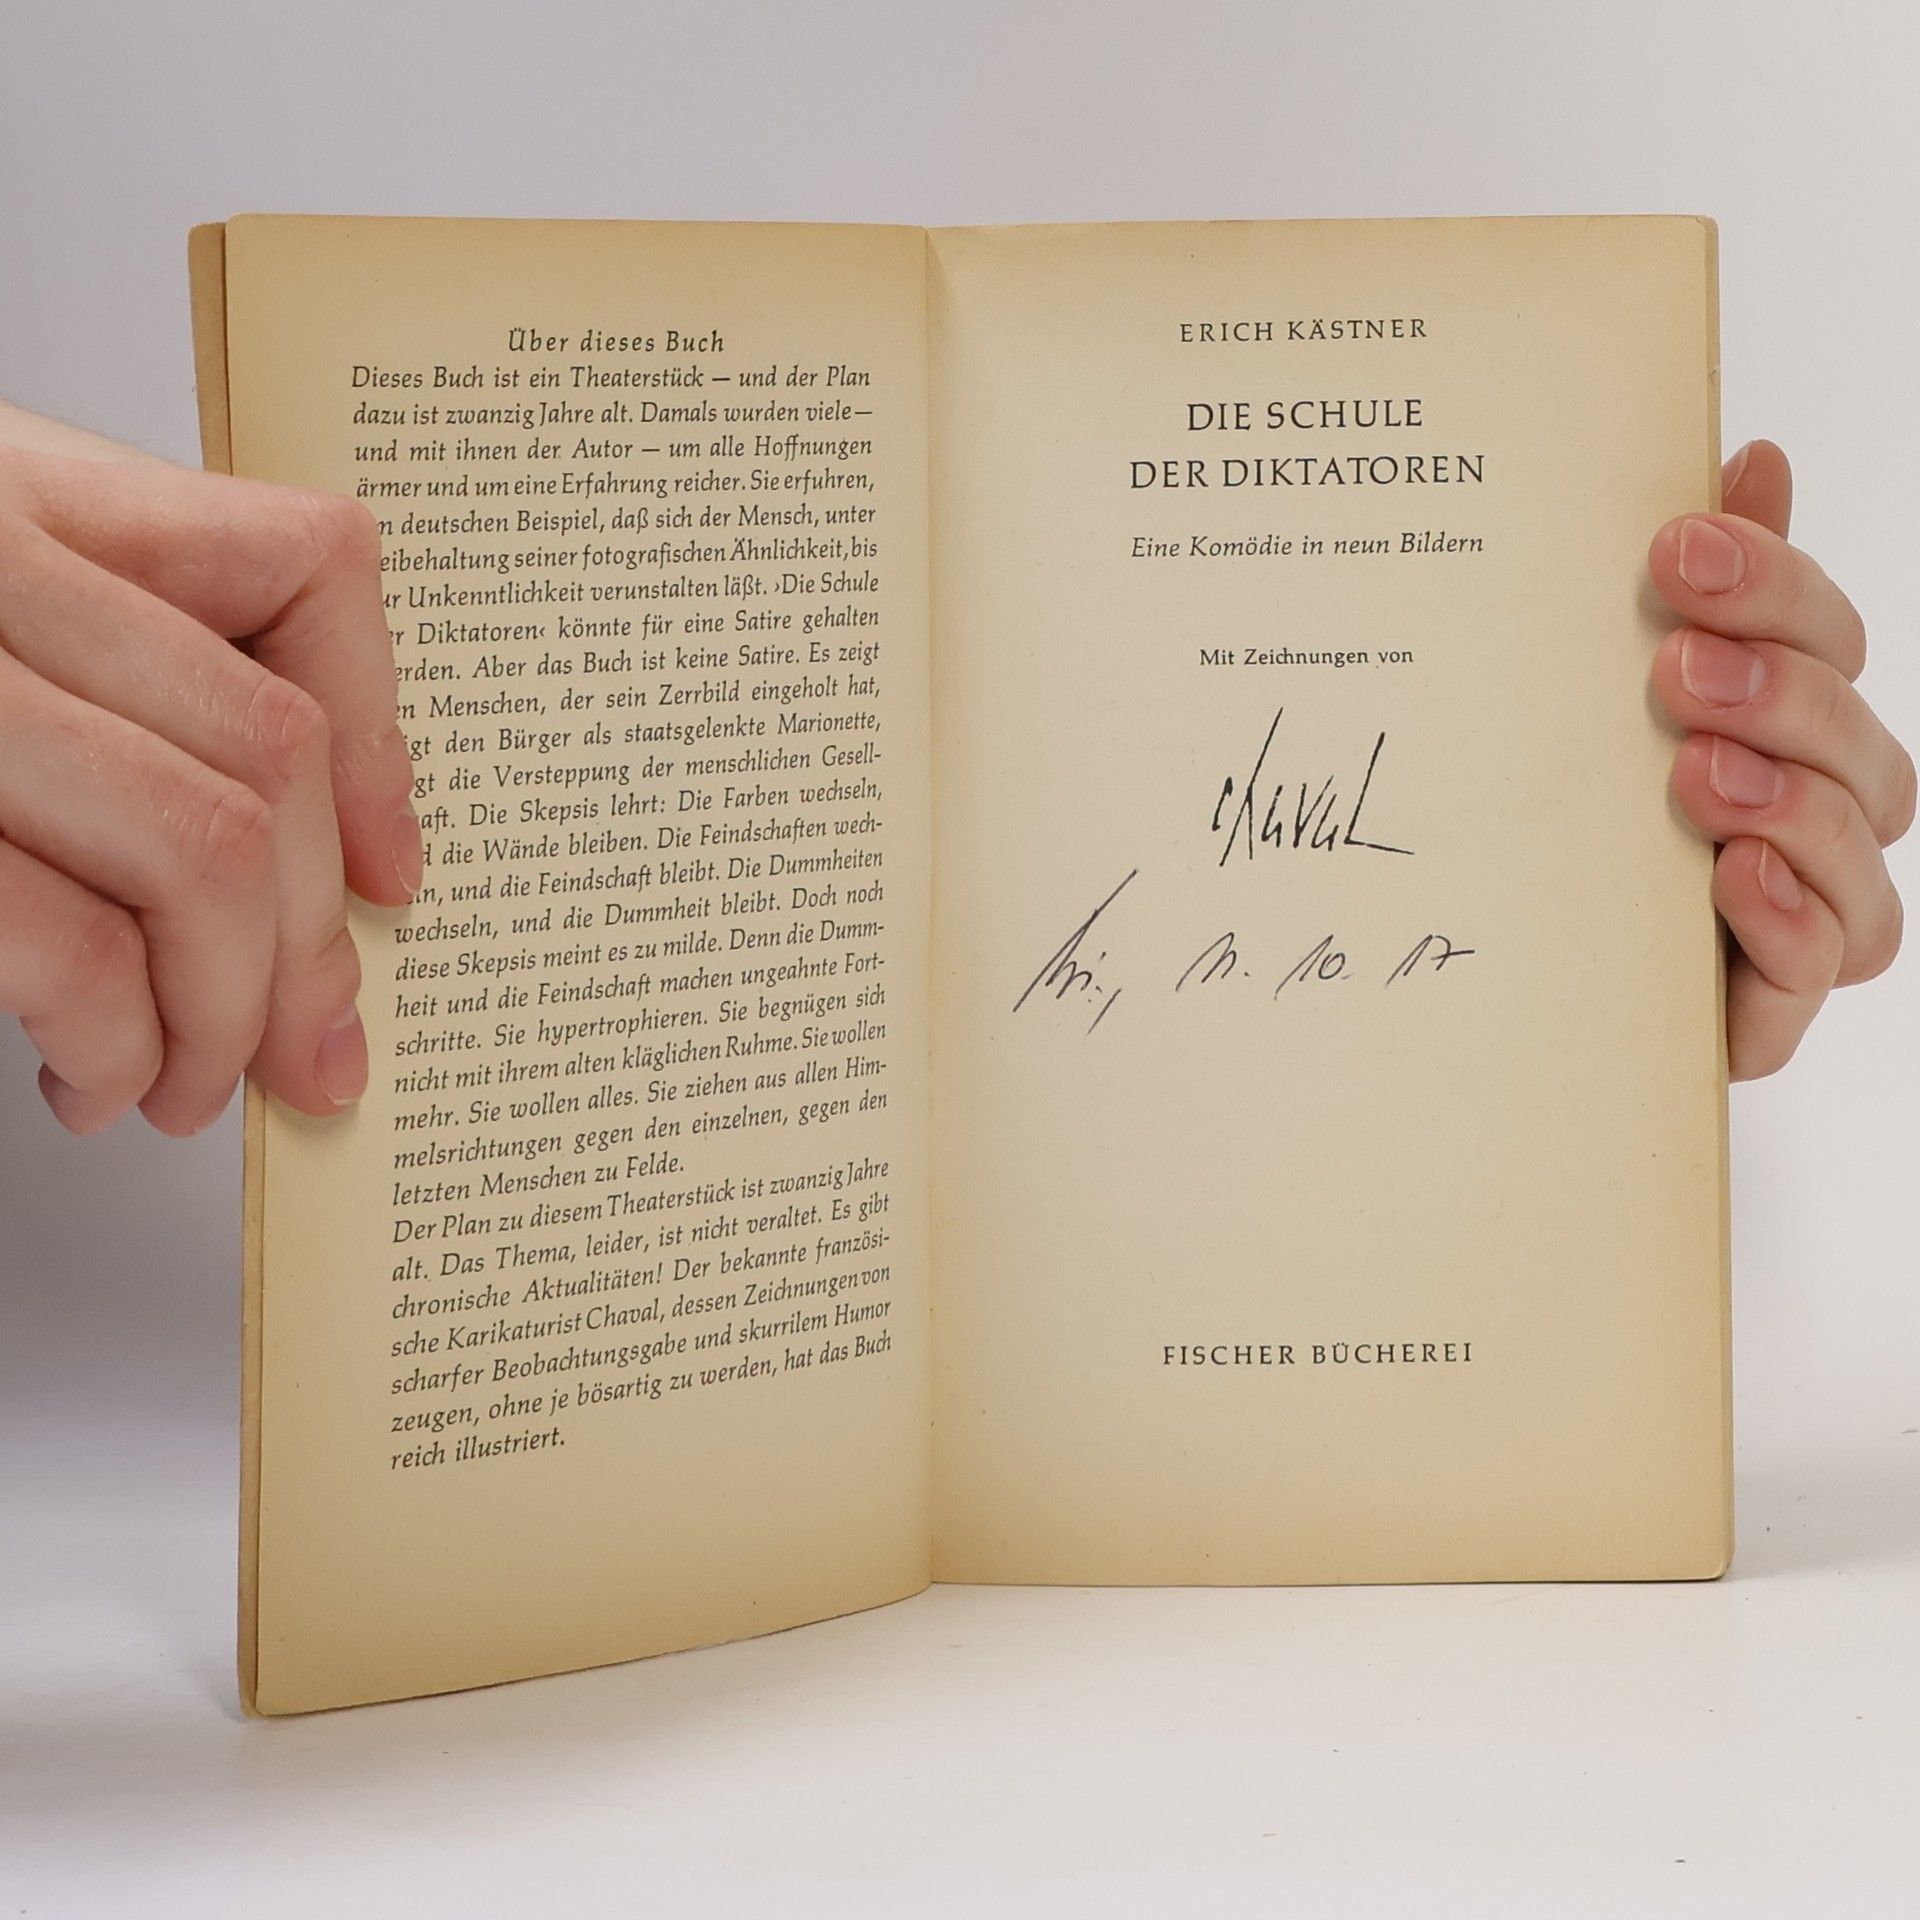 Über dieses Buch
Dieses Buch ist ein Theaterstück — und der Plan
dazu ist zwanzig Jahre alt. Damals wurden viele —
und mit ihnen der Autor — um alle Hoffnungen
ärmer und um eine Erfahrung reicher. Sie erfuhren,
deutschen Beispiel, daß sich der Mensch, unter
eibehaltung seiner fotografischen Ähnlichkeit, bis
ur Unkenntlichkeit verunstalten läßt. ›Die Schule
er Diktatoren‹ könnte für eine Satire gehalten
erden. Aber das Buch ist keine Satire. Es zeigt
en Menschen, der sein Zerrbild eingeholt hat,
igt den Bürger als staatsgelenkte Marionette,
gt die Versteppung der menschlichen Gesell-
aft. Die Skepsis lehrt: Die Farben wechseln,
d die Wände bleiben. Die Feindschaften wech-
ln, und die Feindschaft bleibt. Die Dummheiten
wechseln, und die Dummheit bleibt. Doch noch
diese Skepsis meint es zu milde. Denn die Dumm-
heit und die Feindschaft machen ungeahnte Fort-
schritte. Sie hypertrophieren. Sie begnügen sich
nicht mit ihrem alten kläglichen Ruhme. Sie wollen
mehr. Sie wollen alles. Sie ziehen aus allen Him-
melsrichtungen gegen den einzelnen, gegen den
letzten Menschen zu Felde.
Der Plan zu diesem Theaterstück ist zwanzig Jahre
alt. Das Thema, leider, ist nicht veraltet. Es gibt
chronische Aktualitäten! Der bekannte französi-
sche Karikaturist Chaval, dessen Zeichnungen von
scharfer Beobachtungsgabe und skurrilem Humor
zeugen, ohne je bösartig zu werden, hat das Buch
reich illustriert.
ERICH KÄSTNER
DIE SCHULE
DER DIKTATOREN
Eine Komödie in neun Bildern
Mit Zeichnungen von
chaval
10. 17
FISCHER BÜCHEREI